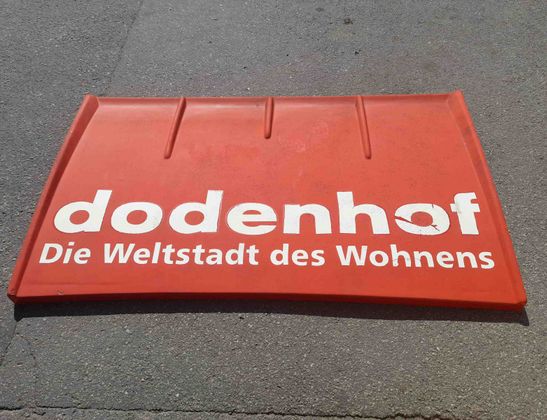 dodenhof
Die Weltstadt des Wohnens